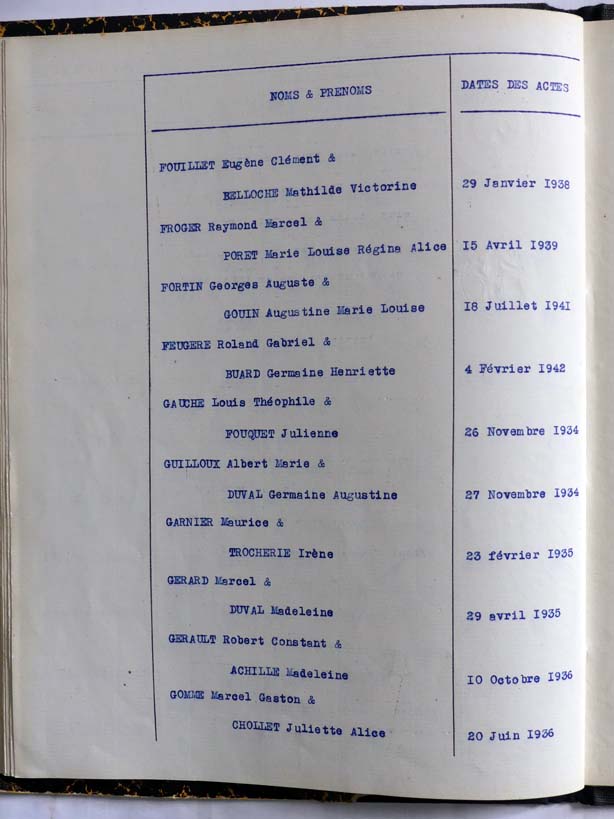 NOMS & PRENOMS DATES DES ACTES
FOUILLET Eugène Clément &
BELLOCHE Mathilde Victorine 29 Janvier 1938
FROGER Raymond Marcel &
PORET Marie Louise Régina Alice 15 Avril 1939
FORTIN Georges Auguste &
GOUIN Augustine Marie Louise 18 Juillet 1941
FEUGERE Roland Gabriel &
BUARD Germaine Henriette 4 Février 1942
GAUCHE Louis Théophile &
FOUQUET Julienne 26 Novembre 1934
GUILLOUX Albert Marie &
DUVAL Germaine Augustine 27 Novembre 1934
GARNIER Maurice &
TROCHERIE Irène 23 février 1935
GERARD Marcel &
DUVAL Madeleine 29 avril 1935
GERAULT Robert Constant &
ACHILLE Madeleine 10 Octobre 1936
GOMME Marcel Gaston &
CHOLLET Juliette Alice 20 Juin 1936